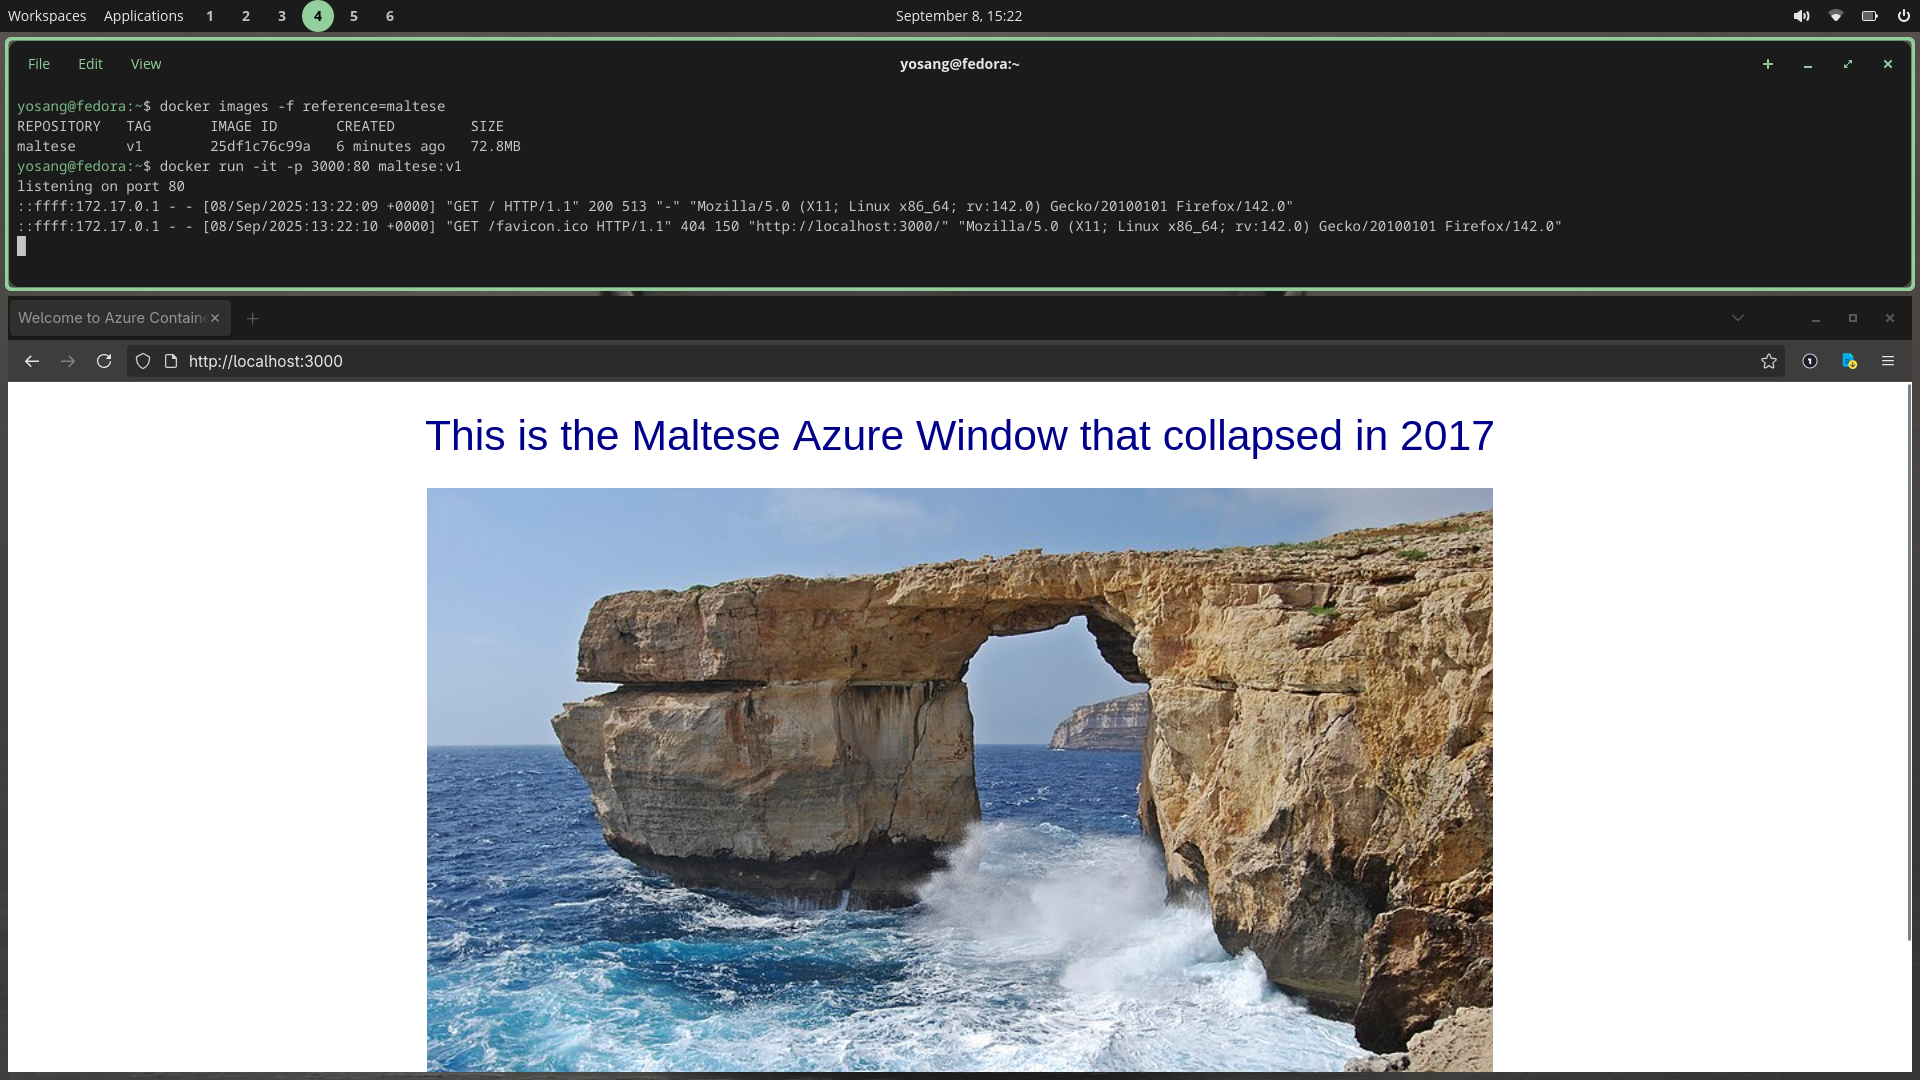 Workspaces Applications 1 2 3 4 5 6 September 8, 15:22
File Edit View yosang@fedora:~
yosang@fedora:~$ docker images -f reference=maltese
REPOSITORY TAG IMAGE ID CREATED SIZE
maltese v1 25df1c76c99a 6 minutes ago 72.8MB
yosang@fedora:~$ docker run -it -p 3000:80 maltese:v1
listening on port 80
::ffff:172.17.0.1 - - [08/Sep/2025:13:22:09 +0000] "GET / HTTP/1.1" 200 513 "-" "Mozilla/5.0 (X11; Linux x86_64; rv:142.0) Gecko/20100101 Firefox/142.0"
::ffff:172.17.0.1 - - [08/Sep/2025:13:22:10 +0000] "GET /favicon.ico HTTP/1.1" 404 150 "http://localhost:3000/" "Mozilla/5.0 (X11; Linux x86_64; rv:142.0) Gecko/20100101 Firefox/142.0"
Welcome to Azure Containe
http://localhost:3000
This is the Maltese Azure Window that collapsed in 2017